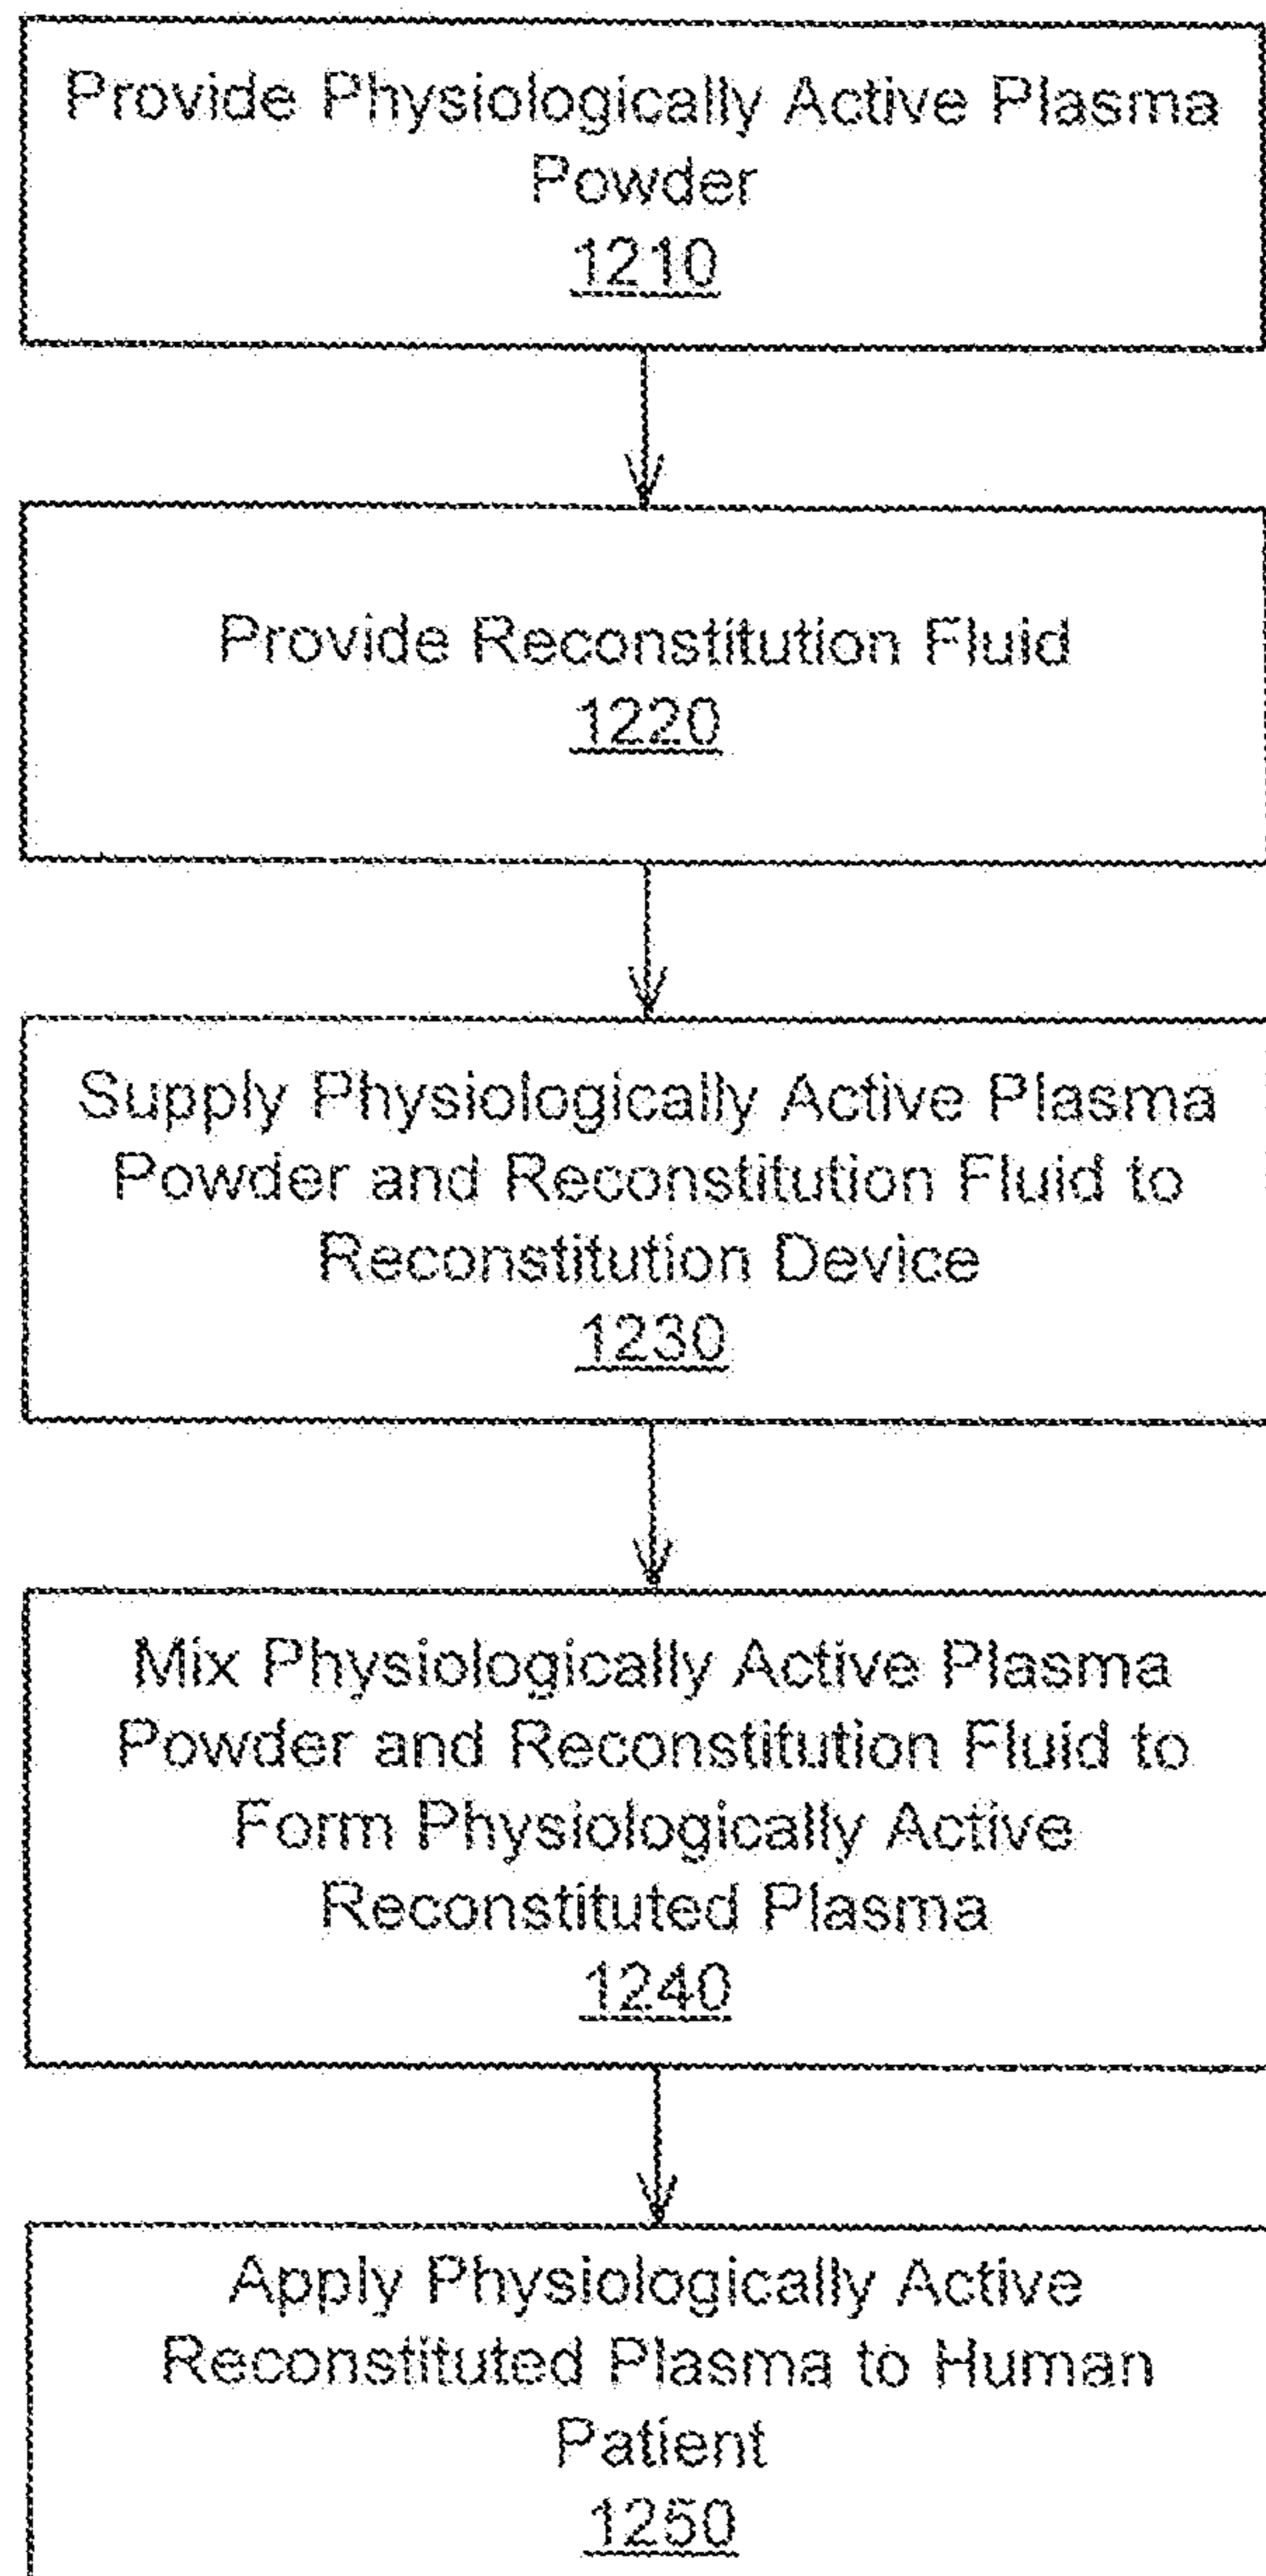 Provide Physiologically Active Plasma
Powder
1210
Provide Reconstitution Fluid
1220
Supply Physiologically Active Plasma
Powder and Reconstitution Fluid to
Reconstitution Device
1230
Mix Physiologically Active Plasma
Powder and Reconstitution Fluid to
Form Physiologically Active
Reconstituted Plasma
1240
Apply Physiologically Active
Reconstituted Plasma to Human
Patient
1250